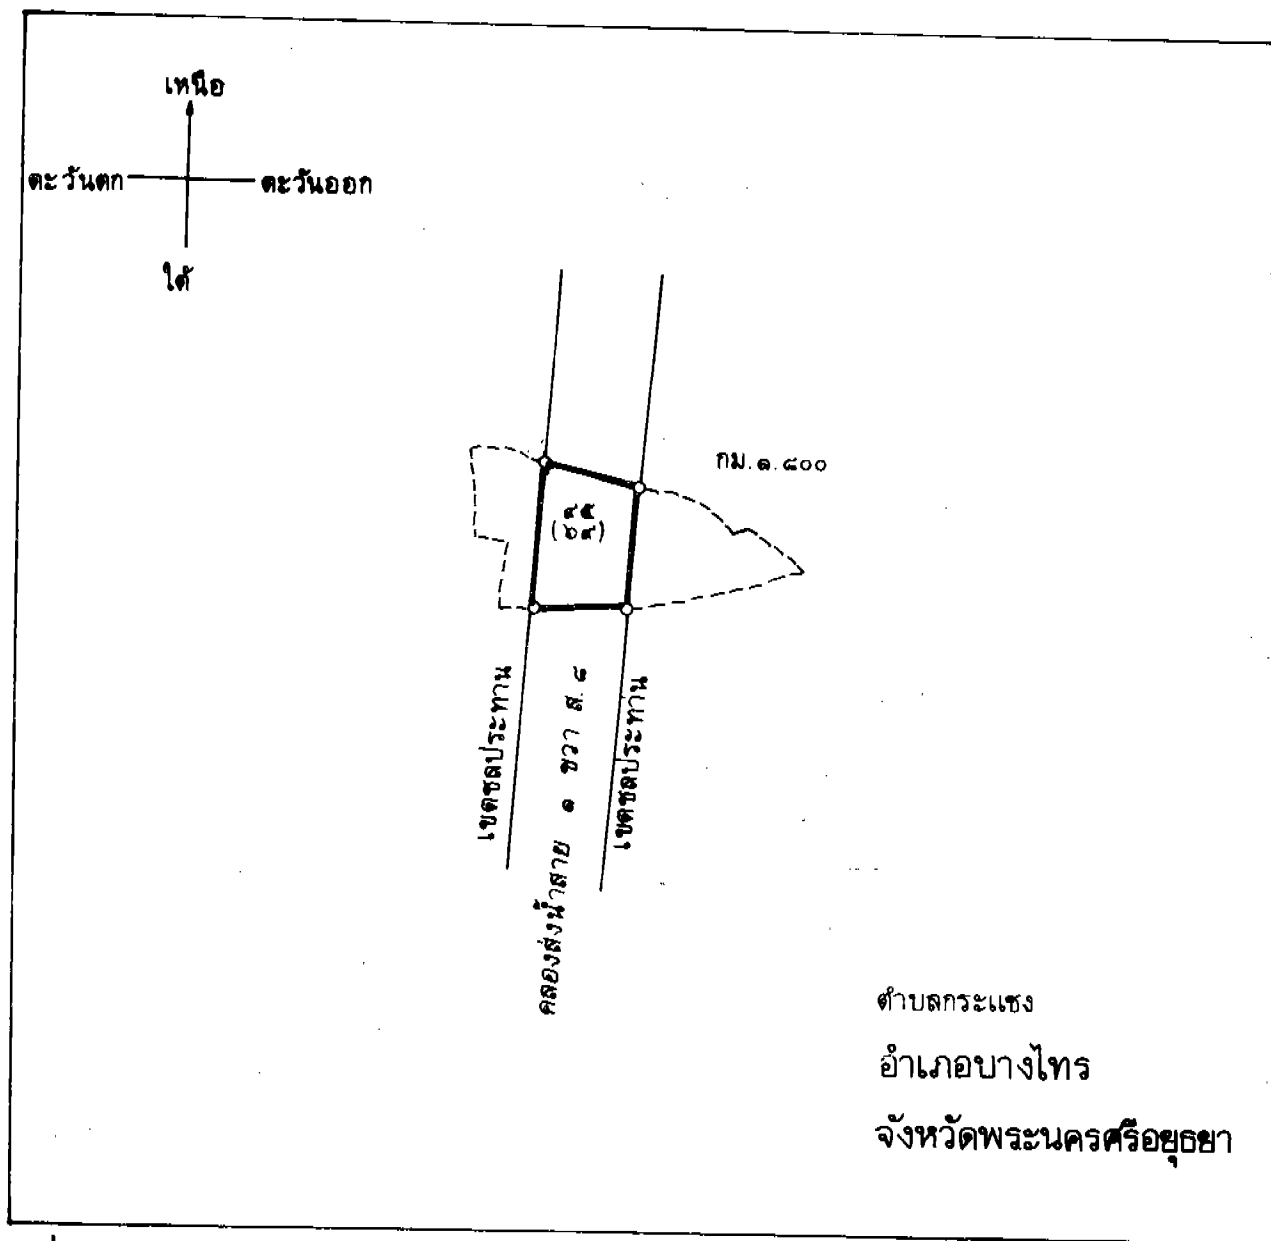 เหนือ
ตะวันตก
ตะวันออก
ใต้
กม. ๑.๘๐๐
๙๕
(๖๙)
เขตชลประทาน
คลองส่งน้ำสาย ๑ ขวา ส.๘
เขตชลประทาน
ตำบลกระแชง
อำเภอบางไทร
จังหวัดพระนครศรีอยุธยา